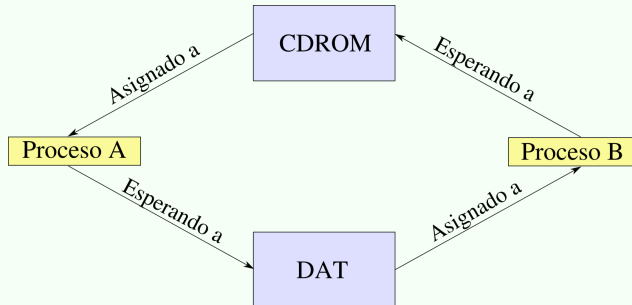 CDROM
Asignado a
Esperando a
Proceso A
Proceso B
Esperando a
Asignado a
DAT